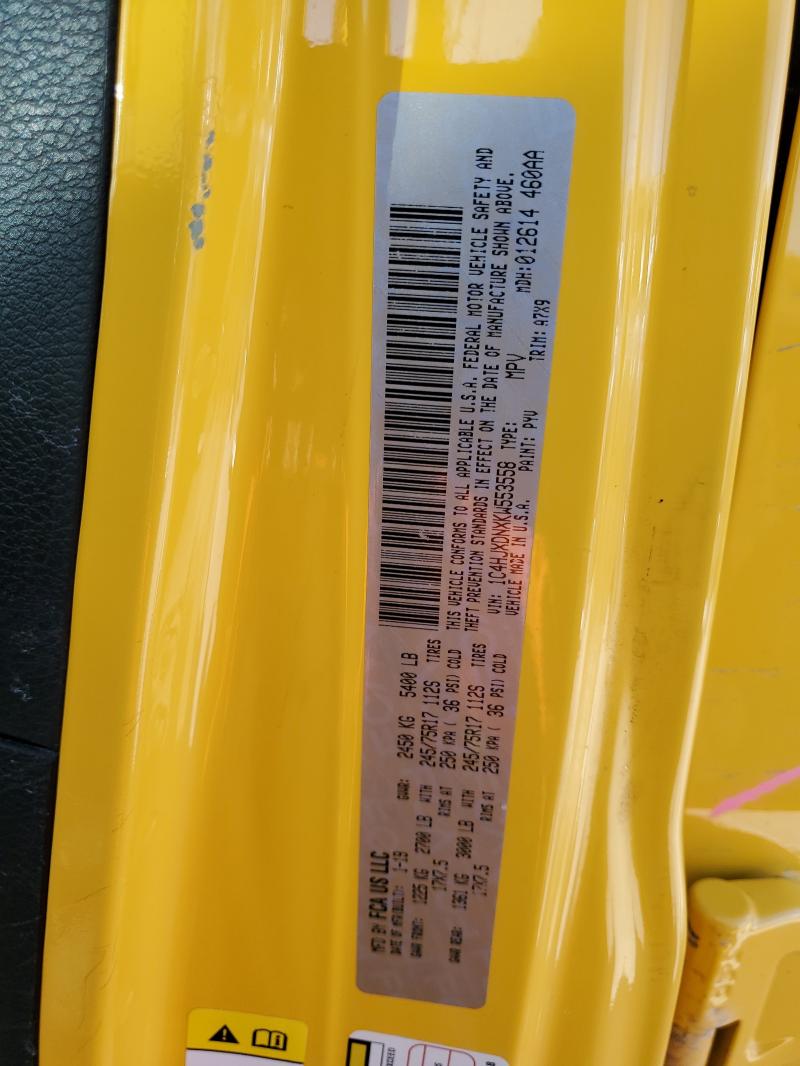 MFD BY FCA US LLC
DATE OF MFR(BUILT): 1-19 GVWR: 2450 KG 5400 LB
GAWR FRONT: 1225 KG 2700 LB WITH 245/75R17 112S TIRES
17X7.5 RIMS AT 250 KPA ( 36 PSI) COLD
GAWR REAR: 1361 KG 3000 LB WITH 245/75R17 112S TIRES
17X7.5 RIMS AT 250 KPA ( 36 PSI) COLD
THIS VEHICLE CONFORMS TO ALL APPLICABLE U.S.A. FEDERAL MOTOR VEHICLE SAFETY AND
THEFT PREVENTION STANDARDS IN EFFECT ON THE DATE OF MANUFACTURE SHOWN ABOVE.
VIN: 1C4HJXDNXKW553558 TYPE: MPV MDH:012614 460AA
VEHICLE MADE IN U.S.A. PAINT: PYV TRIM: A7X9